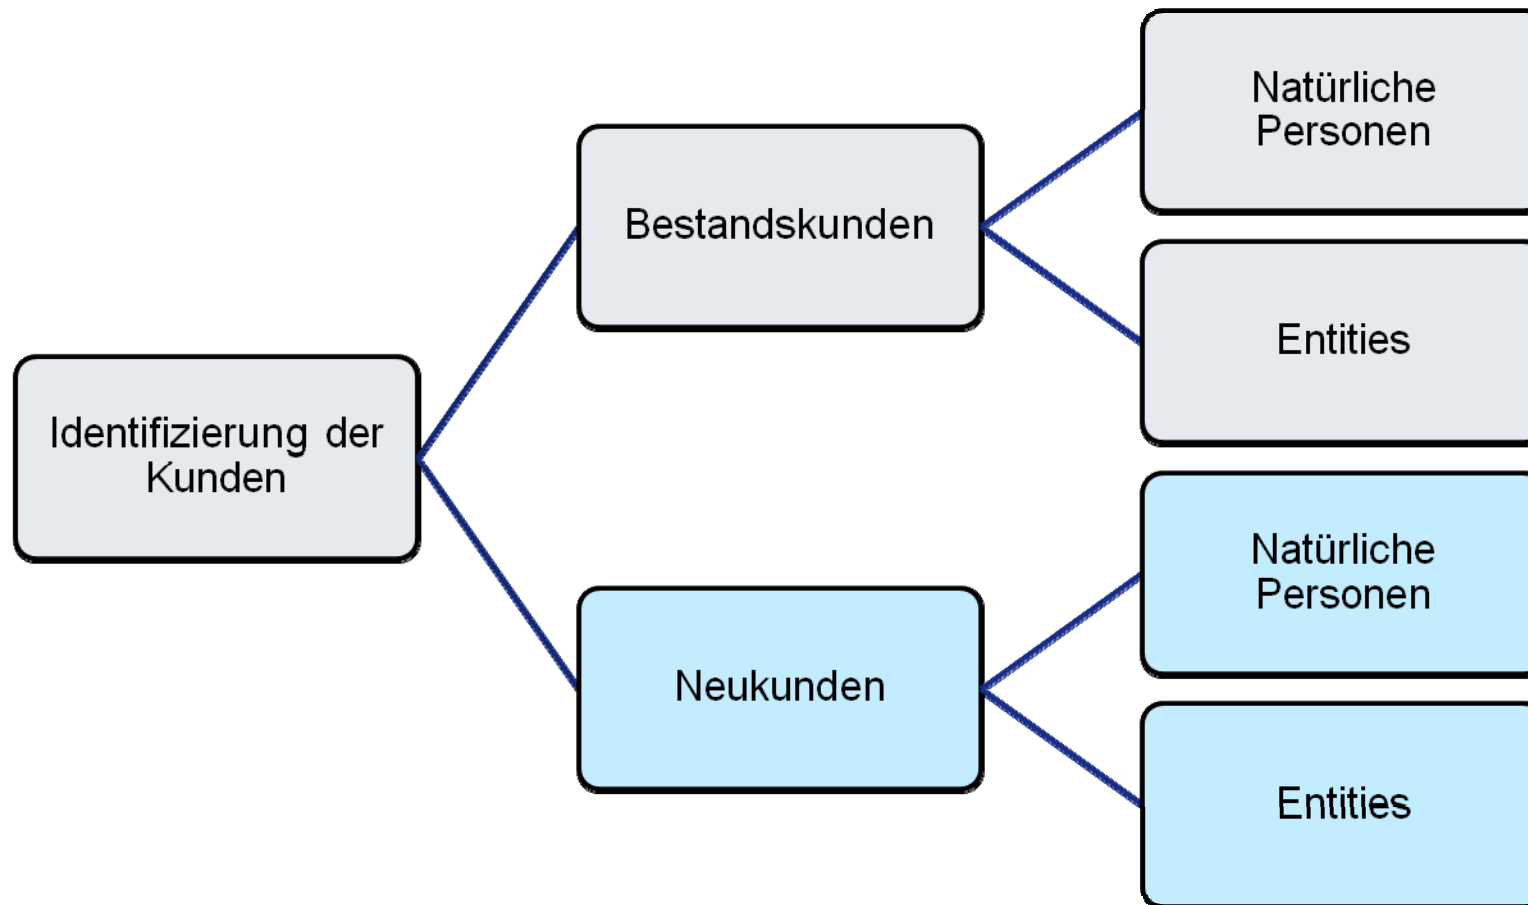 Natürliche
Personen
Bestandskunden
Entities
Identifizierung der
Kunden
Natürliche
Personen
Neukunden
Entities